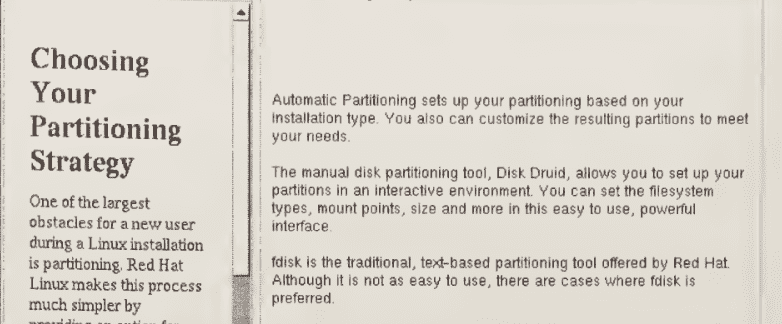 Choosing
Your
Partitioning
Strategy
One of the largest
obstacles for a new user
during a Linux installation
is partitioning. Red Hat
Linux makes this process
much simpler by
providing an option for
Automatic Partitioning sets up your partitioning based on your
installation type. You also can customize the resulting partitions to meet
your needs.
The manual disk partitioning tool, Disk Druid, allows you to set up your
partitions in an interactive environment. You can set the filesystem
types, mount points, size and more in this easy to use, powerful
interface.
fdisk is the traditional, text-based partitioning tool offered by Red Hat.
Although it is not as easy to use, there are cases where fdisk is
preferred.